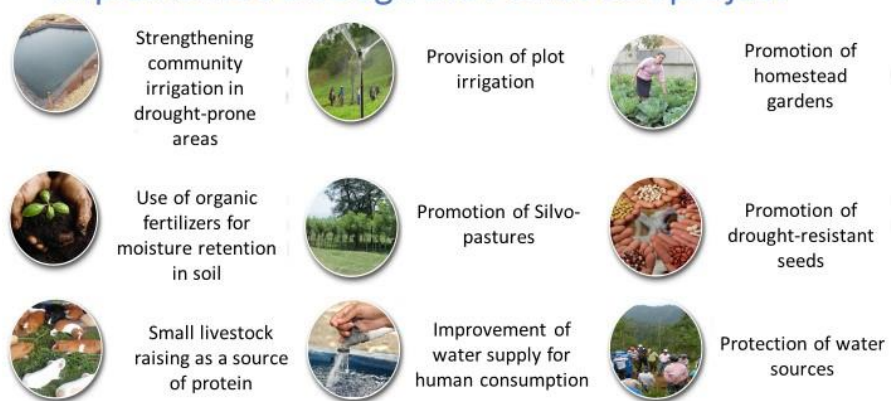 Strengthening
community
irrigation in
drought-prone
areas
Provision of plot
irrigation
Promotion of
homestead
gardens
Use of organic
fertilizers for
moisture retention
in soil
Promotion of Silvo-
pastures
Promotion of
drought-resistant
seeds
Small livestock
raising as a source
of protein
Improvement of
water supply for
human consumption
Protection of water
sources